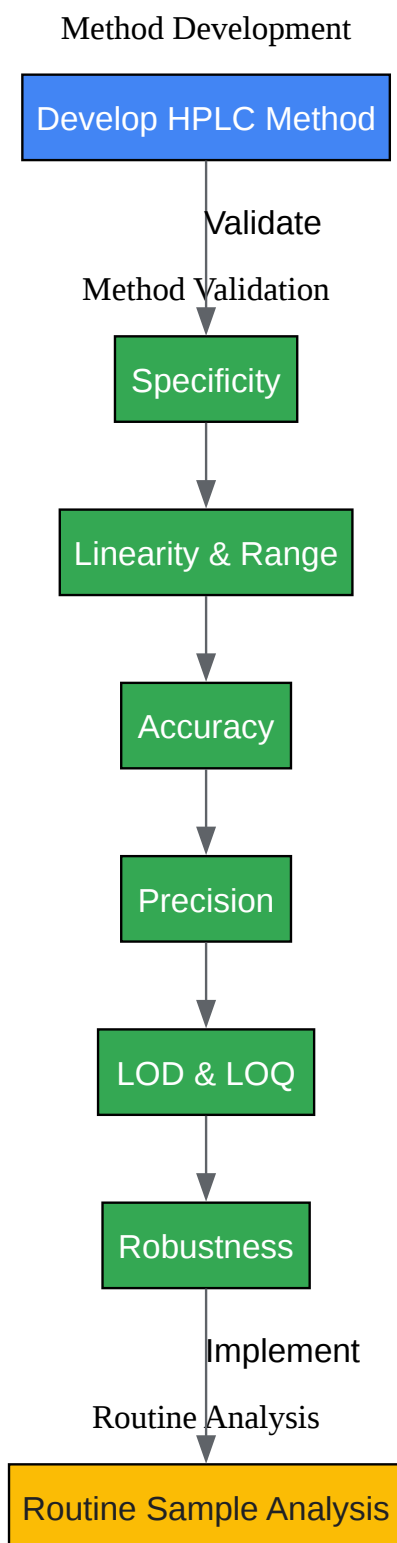 Method Development
Develop HPLC Method
Validate
Method Validation
Specificity
Linearity & Range
Accuracy
Precision
LOD & LOQ
Robustness
Implement
Routine Analysis
Routine Sample Analysis